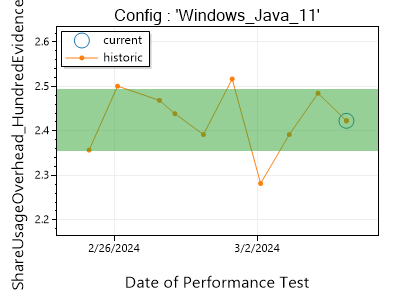 Config : 'Windows_Java_11'
current
historic
2.6
2.5
2.4
2.3
2.2
2/26/2024
3/2/2024
ShareUsageOverhead_HundredEvidence
Date of Performance Test